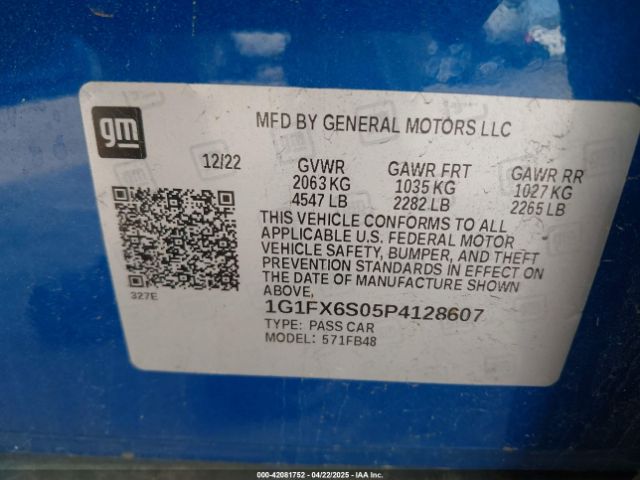 gm
MFD BY GENERAL MOTORS LLC
12/22 GVWR GAWR FRT GAWR RR
2063 KG 1035 KG 1027 KG
4547 LB 2282 LB 2265 LB
THIS VEHICLE CONFORMS TO ALL
APPLICABLE U.S. FEDERAL MOTOR
VEHICLE SAFETY, BUMPER, AND THEFT
PREVENTION STANDARDS IN EFFECT ON
THE DATE OF MANUFACTURE SHOWN
ABOVE,
327E
1G1FX6S05P4128607
TYPE: PASS CAR
MODEL: 571FB48
000-42081752 - 04/22/2025 - IAA Inc.